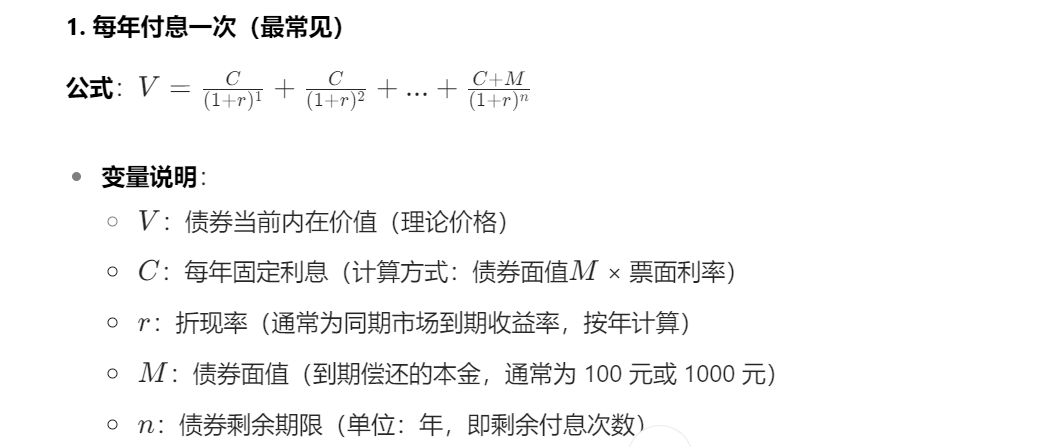 1. 每年付息一次（最常见）
公式：V = \frac{C}{(1+r)^1} + \frac{C}{(1+r)^2} + ... + \frac{C+M}{(1+r)^n}
变量说明：
V：债券当前内在价值（理论价格）
C：每年固定利息（计算方式：债券面值M × 票面利率）
r：折现率（通常为同期市场到期收益率，按年计算）
M：债券面值（到期偿还的本金，通常为 100 元或 1000 元）
n：债券剩余期限（单位：年，即剩余付息次数）